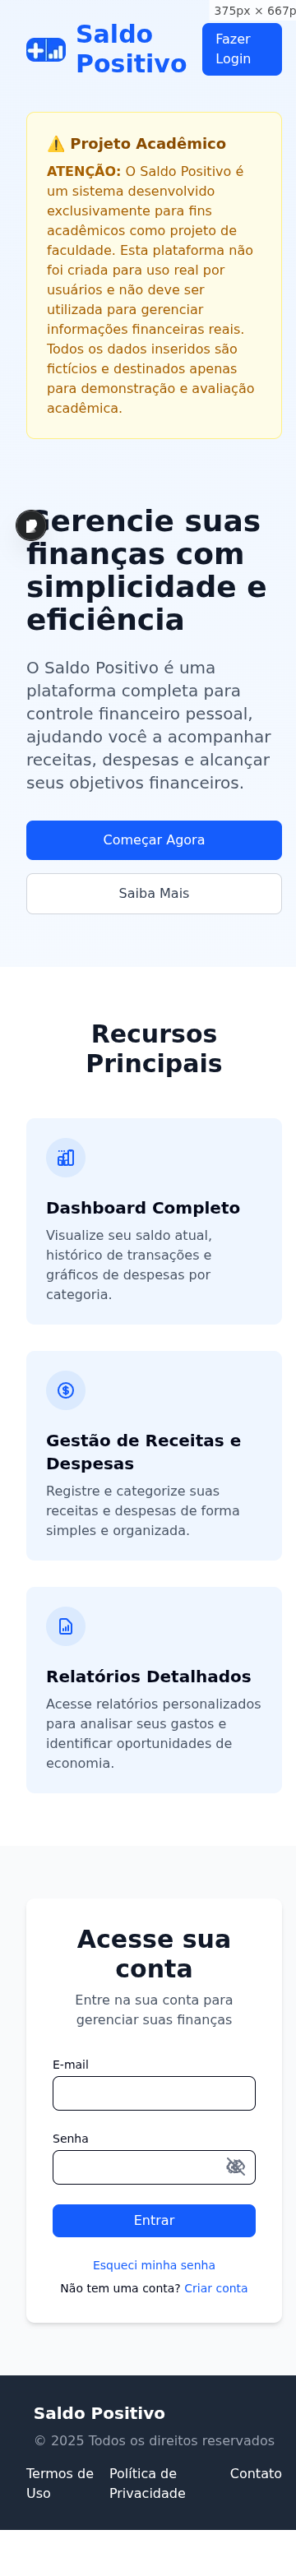 375px × 667p
Saldo
Positivo
Fazer
Login
⚠️ Projeto Acadêmico
ATENÇÃO: O Saldo Positivo é
um sistema desenvolvido
exclusivamente para fins
acadêmicos como projeto de
faculdade. Esta plataforma não
foi criada para uso real por
usuários e não deve ser
utilizada para gerenciar
informações financeiras reais.
Todos os dados inseridos são
fictícios e destinados apenas
para demonstração e avaliação
acadêmica.
Gerencie suas
finanças com
simplicidade e
eficiência
O Saldo Positivo é uma
plataforma completa para
controle financeiro pessoal,
ajudando você a acompanhar
receitas, despesas e alcançar
seus objetivos financeiros.
Começar Agora
Saiba Mais
Recursos
Principais
Dashboard Completo
Visualize seu saldo atual,
histórico de transações e
gráficos de despesas por
categoria.
Gestão de Receitas e
Despesas
Registre e categorize suas
receitas e despesas de forma
simples e organizada.
Relatórios Detalhados
Acesse relatórios personalizados
para analisar seus gastos e
identificar oportunidades de
economia.
Acesse sua
conta
Entre na sua conta para
gerenciar suas finanças
E-mail
Senha
Entrar
Esqueci minha senha
Não tem uma conta? Criar conta
Saldo Positivo
© 2025 Todos os direitos reservados
Termos de
Uso
Política de
Privacidade
Contato